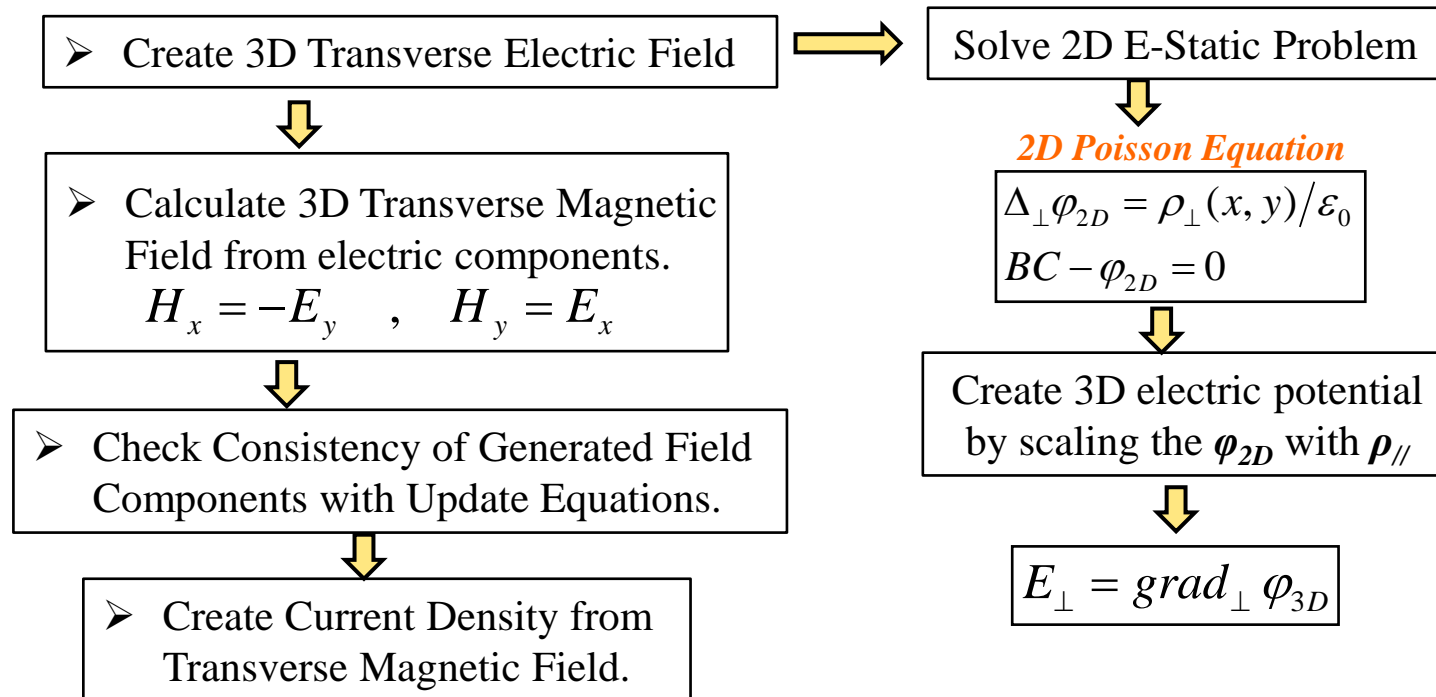 ➢ Create 3D Transverse Electric Field
➢ Calculate 3D Transverse Magnetic
Field from electric components.
H_x = −E_y , H_y = E_x
➢ Check Consistency of Generated Field
Components with Update Equations.
➢ Create Current Density from
Transverse Magnetic Field.
Solve 2D E-Static Problem
2D Poisson Equation
Δ_⊥φ_2D = ρ_⊥(x, y)/ε_0
BC − φ_2D = 0
Create 3D electric potential
by scaling the φ_2D with ρ_//
E_⊥ = grad_⊥ φ_3D